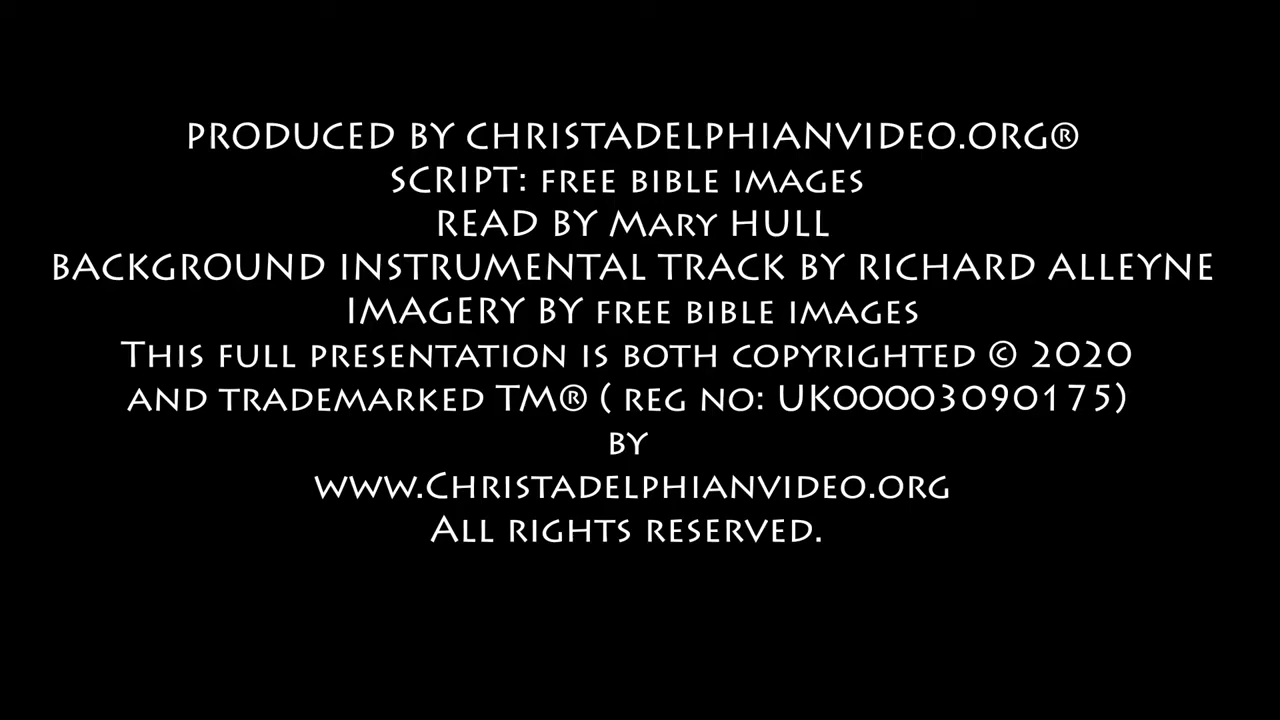 PRODUCED BY CHRISTADELPHIANVIDEO.ORG®
SCRIPT: FREE BIBLE IMAGES
READ BY MARY HULL
BACKGROUND INSTRUMENTAL TRACK BY RICHARD ALLEYNE
IMAGERY BY FREE BIBLE IMAGES
THIS FULL PRESENTATION IS BOTH COPYRIGHTED © 2020
AND TRADEMARKED TM® ( REG NO: UK00003090175)
BY
WWW.CHRISTADELPHIANVIDEO.ORG
ALL RIGHTS RESERVED.